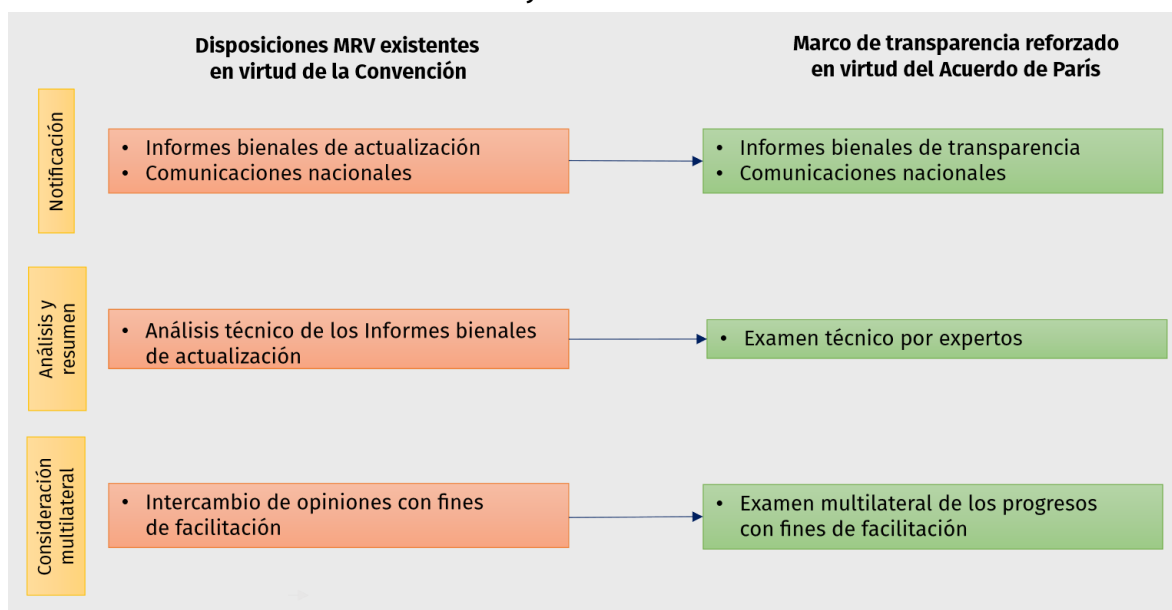 Disposiciones MRV existentes
en virtud de la Convención
Marco de transparencia reforzado
en virtud del Acuerdo de París
Notificación
• Informes bienales de actualización
• Comunicaciones nacionales
• Informes bienales de transparencia
• Comunicaciones nacionales
Análisis y
resumen
• Análisis técnico de los Informes bienales
de actualización
• Examen técnico por expertos
Consideración
multilateral
• Intercambio de opiniones con fines
de facilitación
• Examen multilateral de los progresos
con fines de facilitación